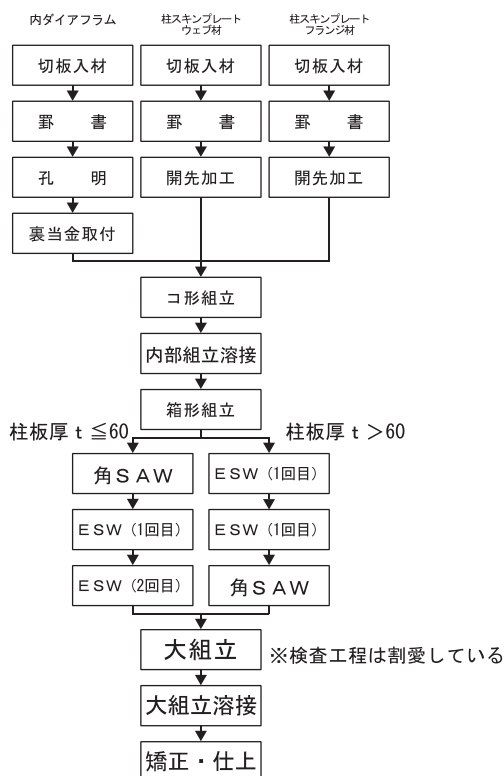 内ダイアフラム
柱スキンプレート
ウェブ材
柱スキンプレート
フランジ材
切板入材
切板入材
切板入材
罫　書
罫　書
罫　書
孔　明
開先加工
開先加工
裏当金取付
コ形組立
内部組立溶接
箱形組立
柱板厚ｔ≦60
柱板厚ｔ＞60
角ＳＡＷ
ＥＳＷ（1回目）
ＥＳＷ（1回目）
ＥＳＷ（1回目）
ＥＳＷ（2回目）
角ＳＡＷ
大組立
※検査工程は割愛している
大組立溶接
矯正・仕上